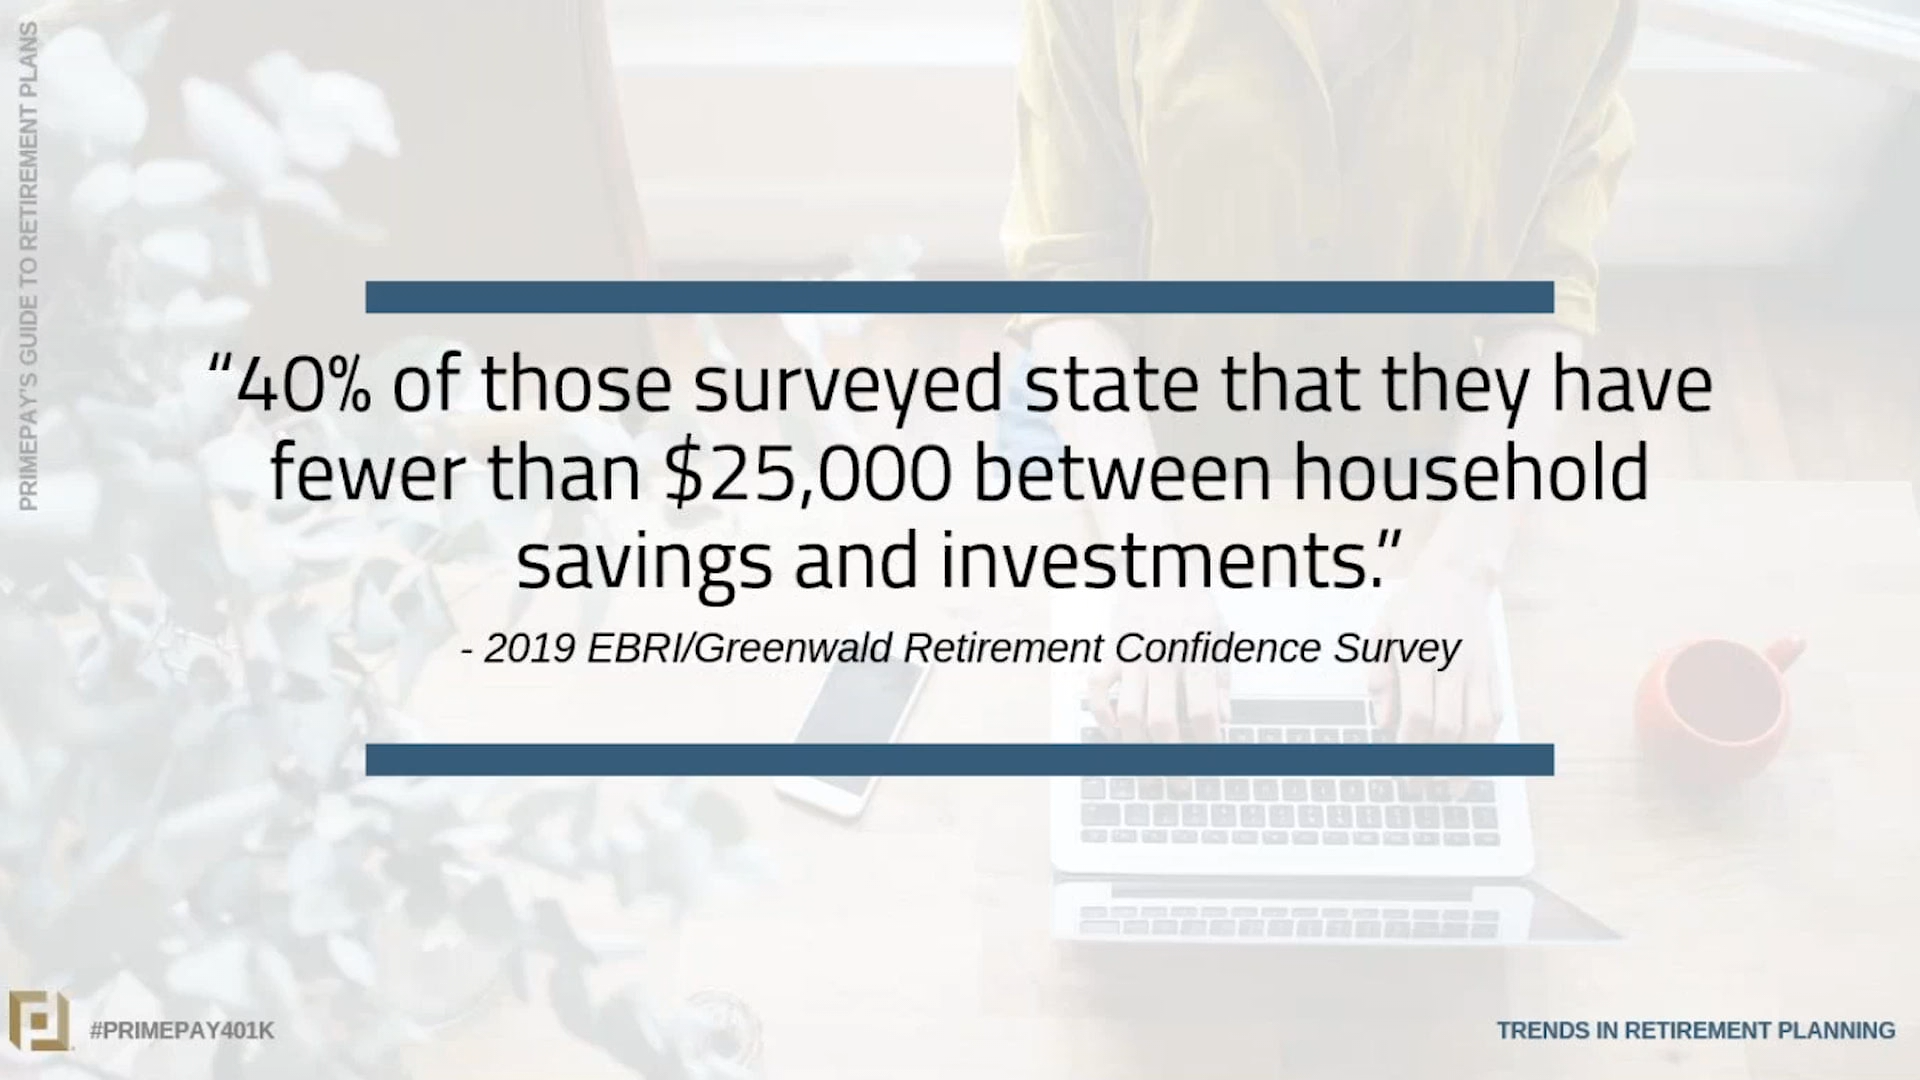 PRIMEPAY'S GUIDE TO RETIREMENT PLANS
“40% of those surveyed state that they have
fewer than $25,000 between household
savings and investments.”
- 2019 EBRI/Greenwald Retirement Confidence Survey
#PRIMEPAY401K
TRENDS IN RETIREMENT PLANNING